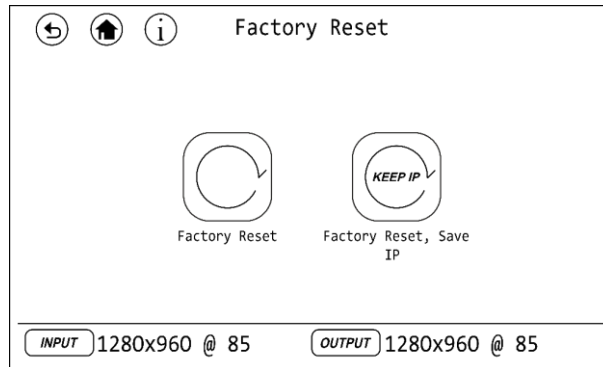 i Factory Reset
KEEP IP
Factory Reset Factory Reset, Save
IP
INPUT 1280x960 @ 85 OUTPUT 1280x960 @ 85